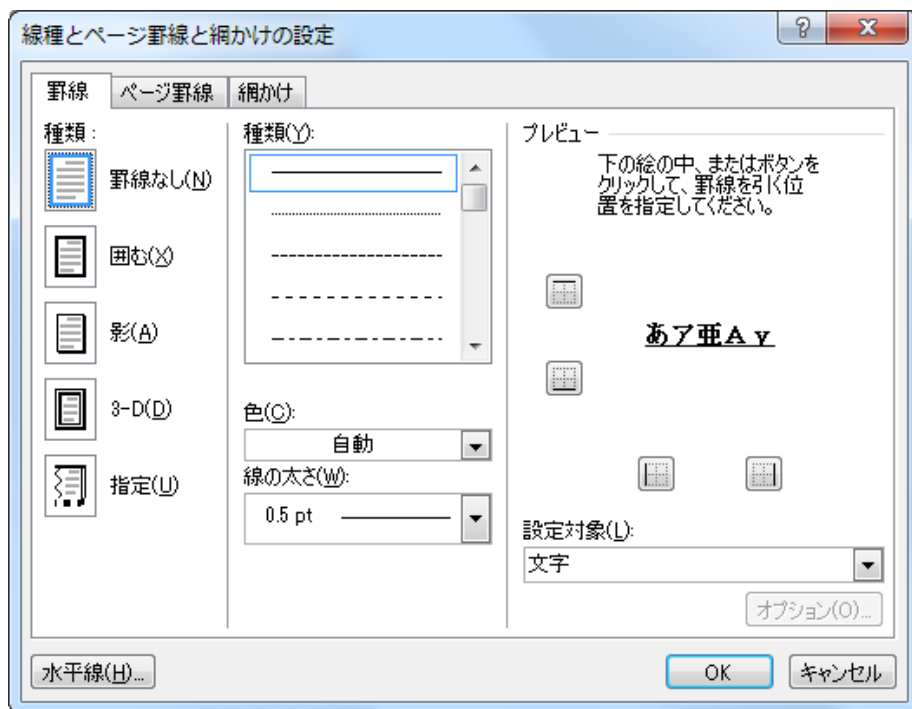 線種とページ罫線と網かけの設定
罫線
ページ罫線
網かけ
種類：
罫線なし(N)
囲む(X)
影(A)
3-D(D)
指定(U)
種類(Y):
色(C):
自動
線の太さ(W):
0.5 pt
プレビュー
下の絵の中、またはボタンを
クリックして、罫線を引く位
置を指定してください。
あア亜Ａｙ
設定対象(L):
文字
オプション(O)...
水平線(H)...
OK
キャンセル